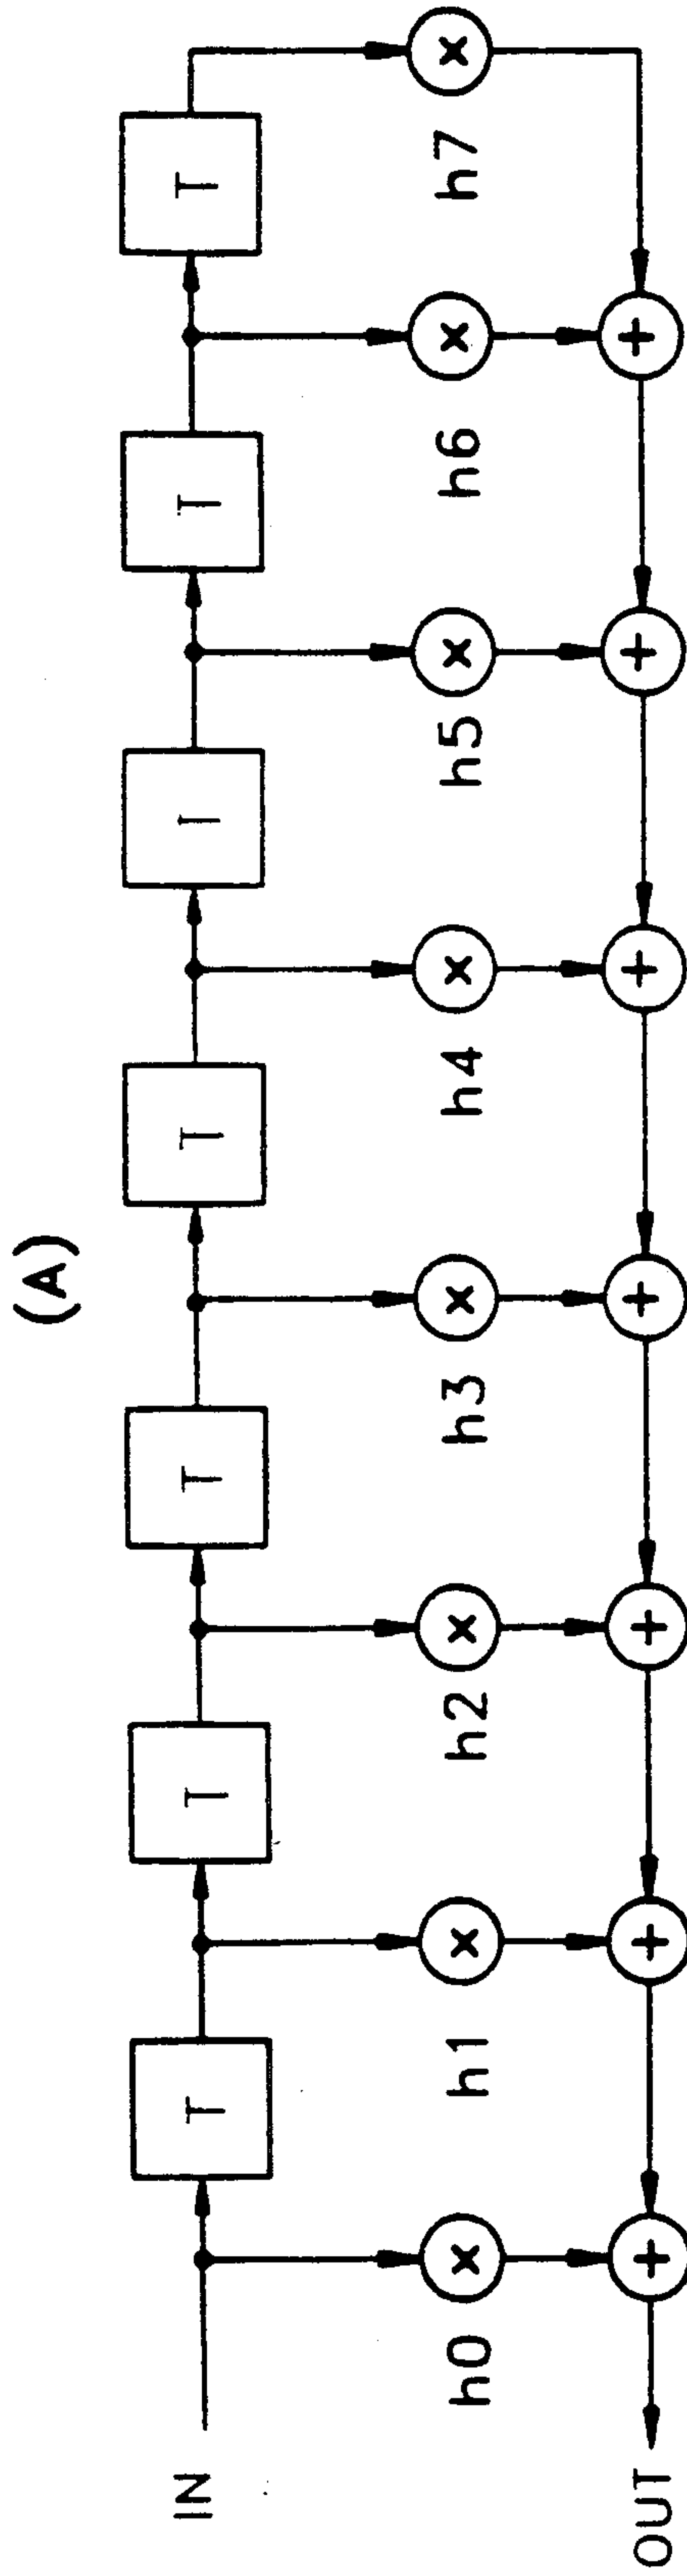 (A)
IN
T T T T T T T
× × × × × × × ×
h0 h1 h2 h3 h4 h5 h6 h7
+ + + + + + +
OUT